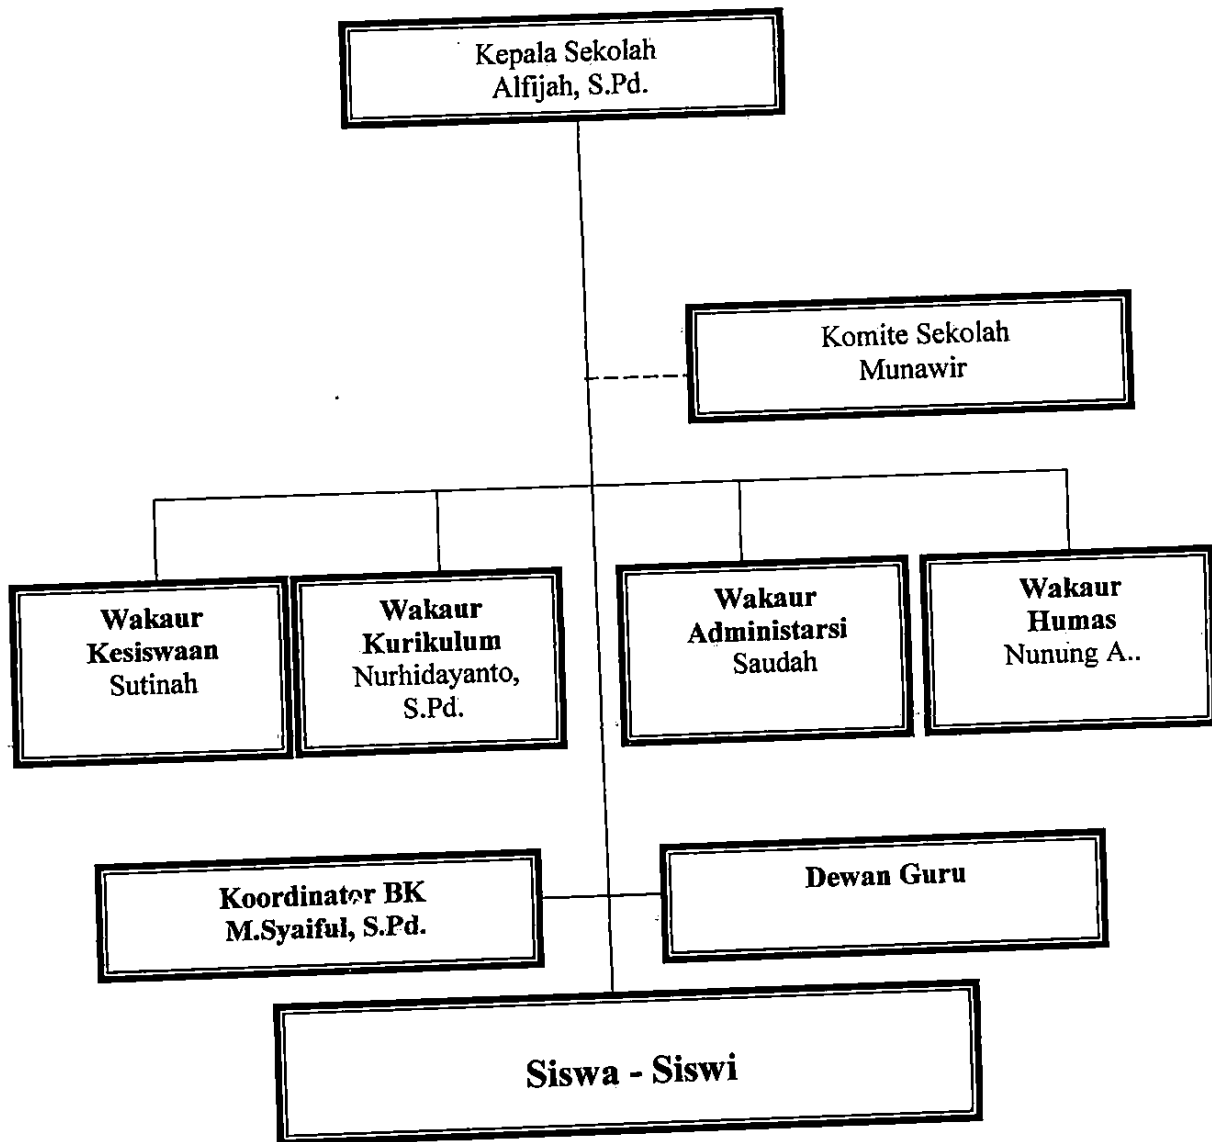 Kepala Sekolah
Alfijah, S.Pd.
Komite Sekolah
Munawir
Wakaur
Kesiswaan
Sutinah
Wakaur
Kurikulum
Nurhidayanto,
S.Pd.
Wakaur
Administarsi
Saudah
Wakaur
Humas
Nunung A..
Koordinator BK
M.Syaiful, S.Pd.
Dewan Guru
Siswa - Siswi